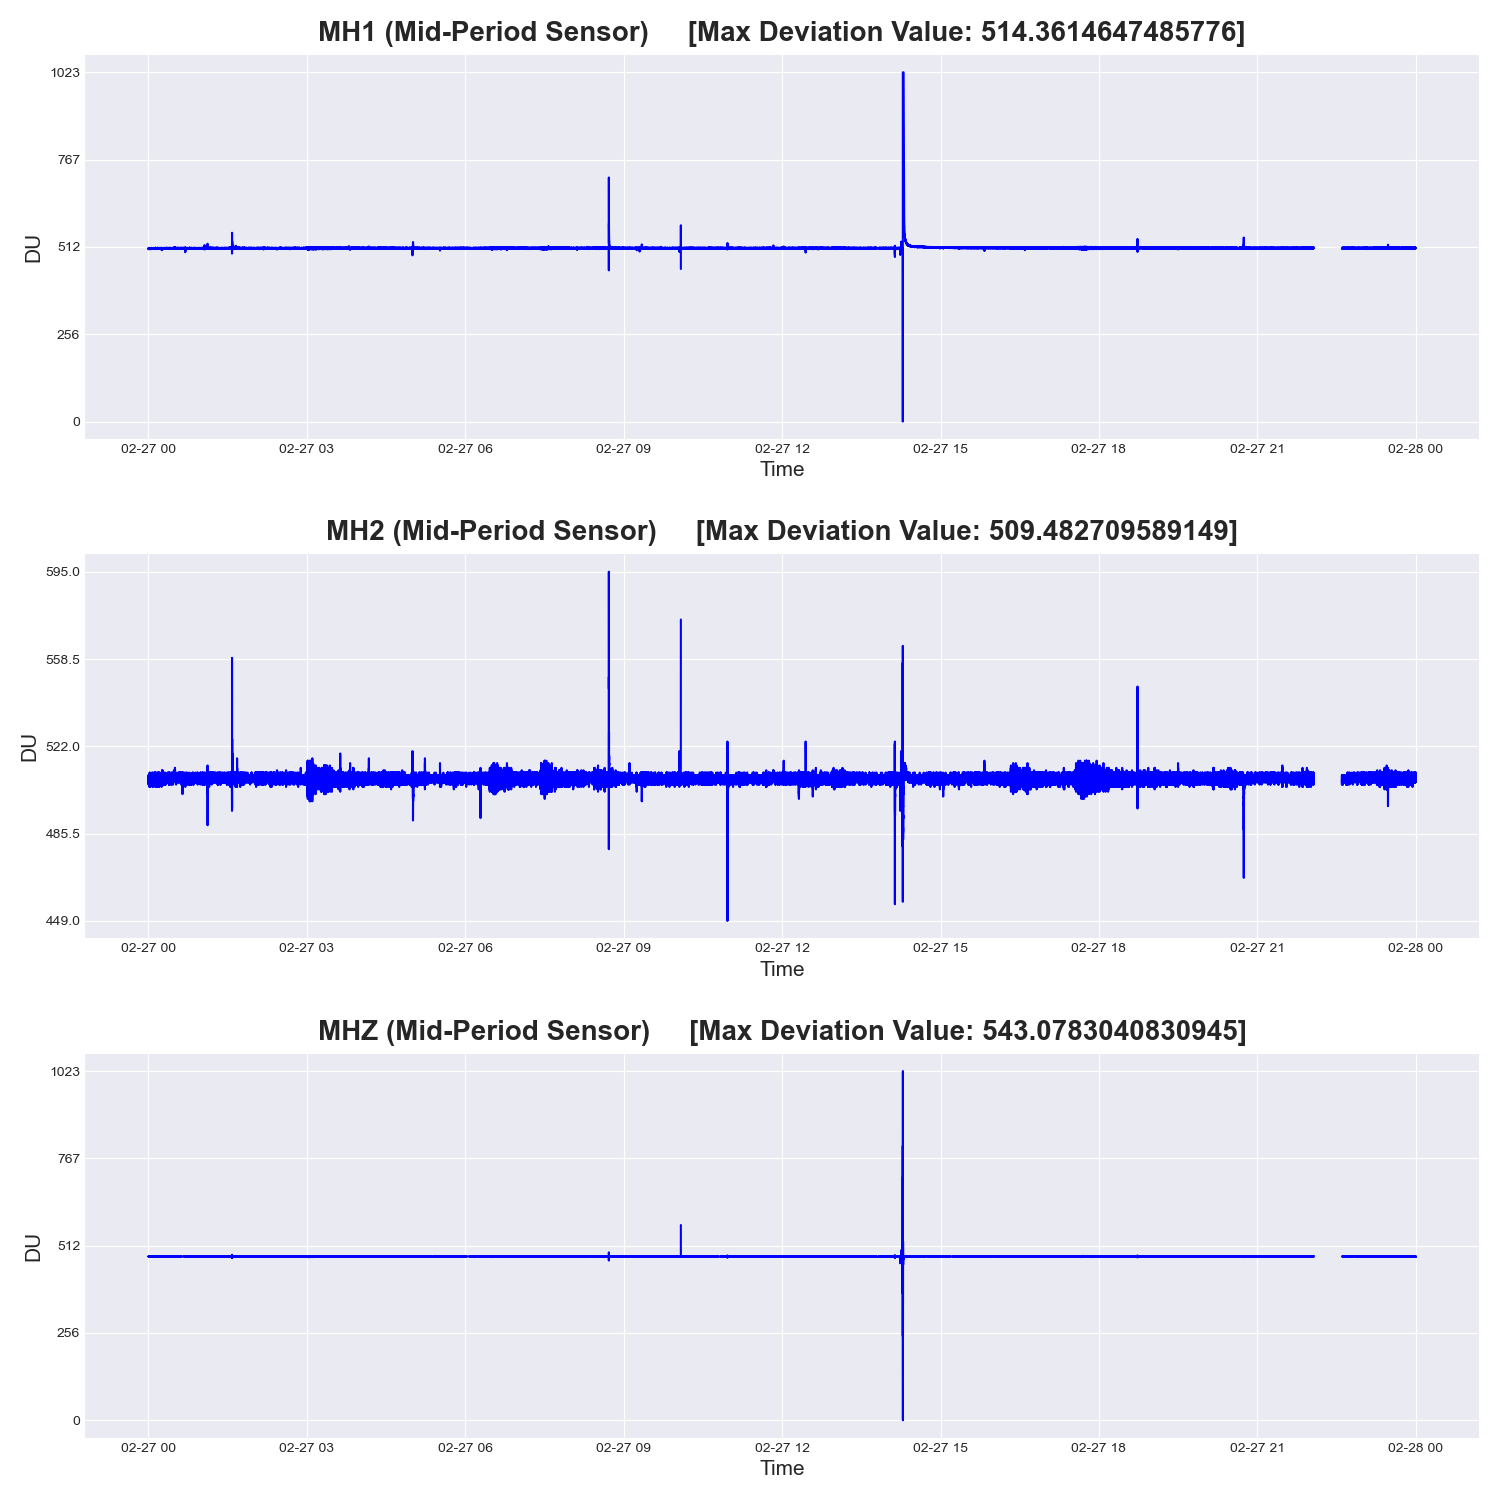 MH1 (Mid-Period Sensor) [Max Deviation Value: 514.3614647485776]
1023
767
512
256
0
DU
02-27 00 02-27 03 02-27 06 02-27 09 02-27 12 02-27 15 02-27 18 02-27 21 02-28 00
Time
MH2 (Mid-Period Sensor) [Max Deviation Value: 509.482709589149]
595.0
558.5
522.0
485.5
449.0
DU
02-27 00 02-27 03 02-27 06 02-27 09 02-27 12 02-27 15 02-27 18 02-27 21 02-28 00
Time
MHZ (Mid-Period Sensor) [Max Deviation Value: 543.0783040830945]
1023
767
512
256
0
DU
02-27 00 02-27 03 02-27 06 02-27 09 02-27 12 02-27 15 02-27 18 02-27 21 02-28 00
Time